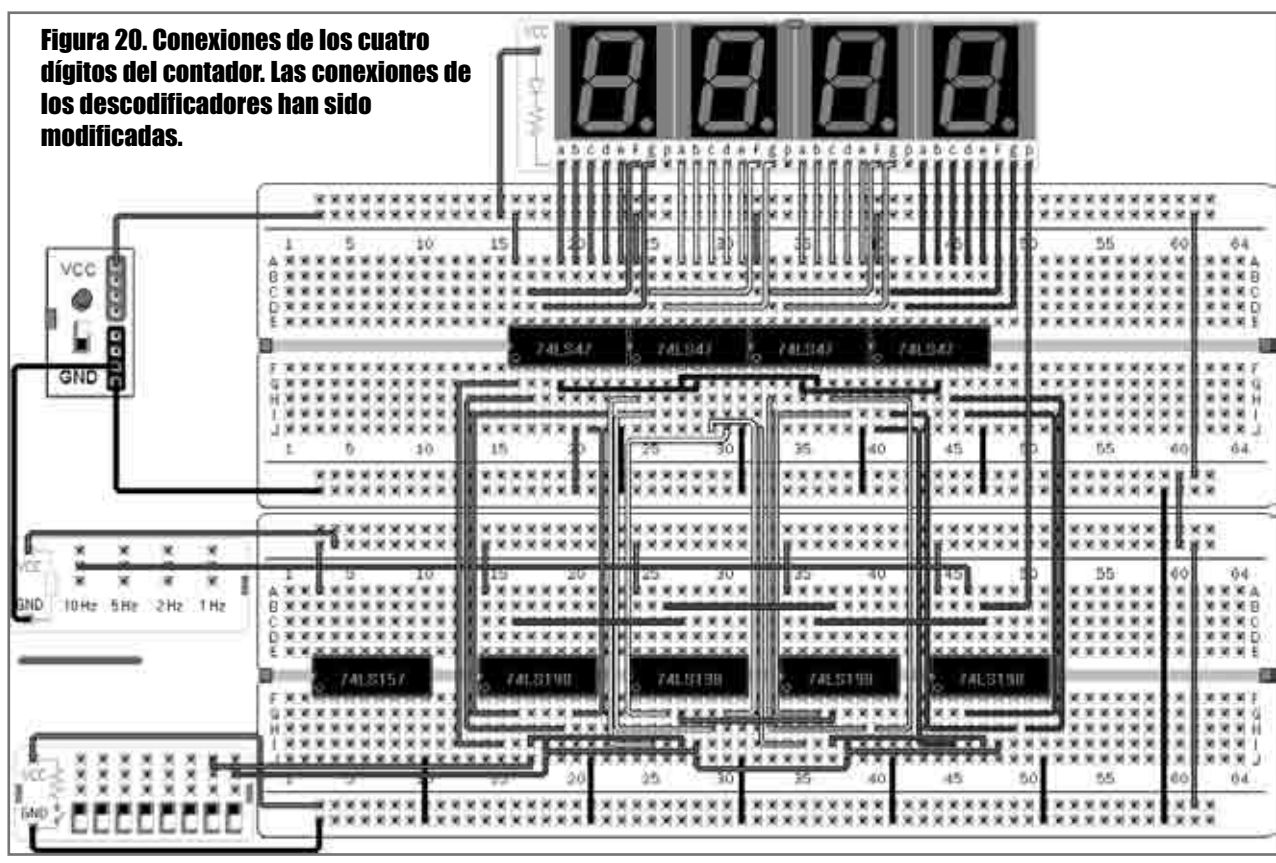 Figura 20. Conexiones de los cuatro
dígitos del contador. Las conexiones de
los descodificadores han sido
modificadas.
VCC
a b c d e f g p a b c d e f g p a b c d e f g p a b c d e f g p
1 5 10 15 20 25 30 35 40 45 50 55 60 64
A A
B B
C C
D D
E E
VCC
GND
74LS47 74LS47 74LS47 74LS47
F F
G G
H H
I I
J J
1 5 10 15 20 25 30 35 40 45 50 55 60 64
VCC
GND
10 Hz 5 Hz 2 Hz 1 Hz
1 5 10 15 20 25 30 35 40 45 50 55 60 64
A A
B B
C C
D D
E E
74LS157 74LS190
F F
G G
H H
I I
J J
1 5 10 15 20 25 30 35 40 45 50 55 60 64
VCC
GND